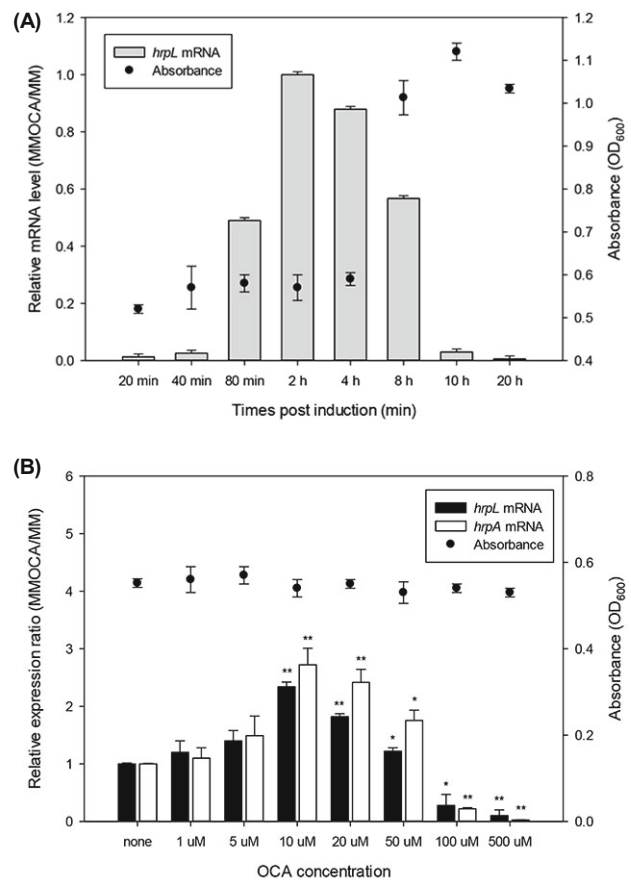 (A)
1.2
1.0
0.8
0.6
0.4
0.2
0.0
Relative mRNA level (MMOCA/MM)
hrpL mRNA
Absorbance
1.2
1.1
1.0
0.9
0.8
0.7
0.6
0.5
0.4
Absorbance (OD600)
20 min 40 min 80 min 2 h 4 h 8 h 10 h 20 h
Times post induction (min)
(B)
6
5
4
3
2
1
0
Relative expression ratio (MMOCA/MM)
hrpL mRNA
hrpA mRNA
Absorbance
** ** ** ** * * * ** ** **
0.8
0.6
0.4
0.2
0.0
Absorbance (OD600)
none 1 uM 5 uM 10 uM 20 uM 50 uM 100 uM 500 uM
OCA concentration